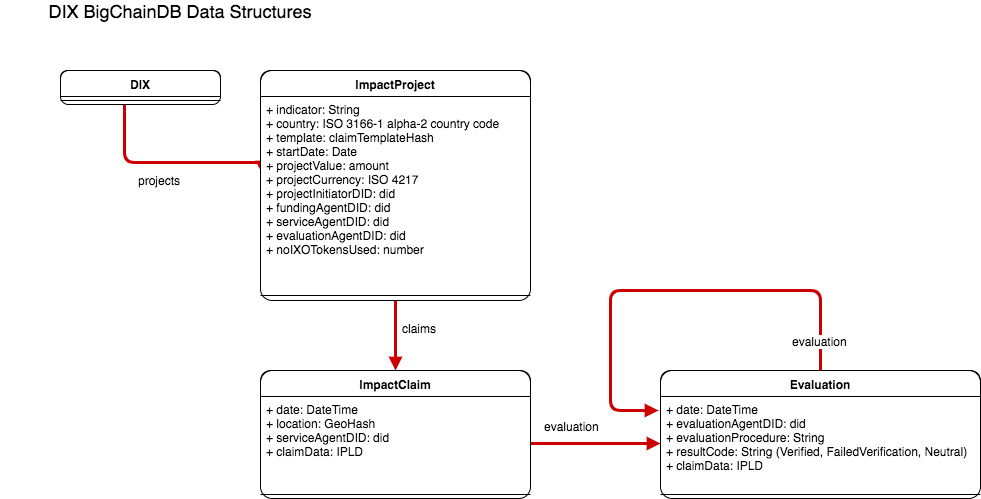 DIX BigChainDB Data Structures
DIX
projects
ImpactProject
+ indicator: String
+ country: ISO 3166-1 alpha-2 country code
+ template: claimTemplateHash
+ startDate: Date
+ projectValue: amount
+ projectCurrency: ISO 4217
+ projectInitiatorDID: did
+ fundingAgentDID: did
+ serviceAgentDID: did
+ evaluationAgentDID: did
+ noIXOTokensUsed: number
claims
ImpactClaim
+ date: DateTime
+ location: GeoHash
+ serviceAgentDID: did
+ claimData: IPLD
evaluation
evaluation
Evaluation
+ date: DateTime
+ evaluationAgentDID: did
+ evaluationProcedure: String
+ resultCode: String (Verified, FailedVerification, Neutral)
+ claimData: IPLD